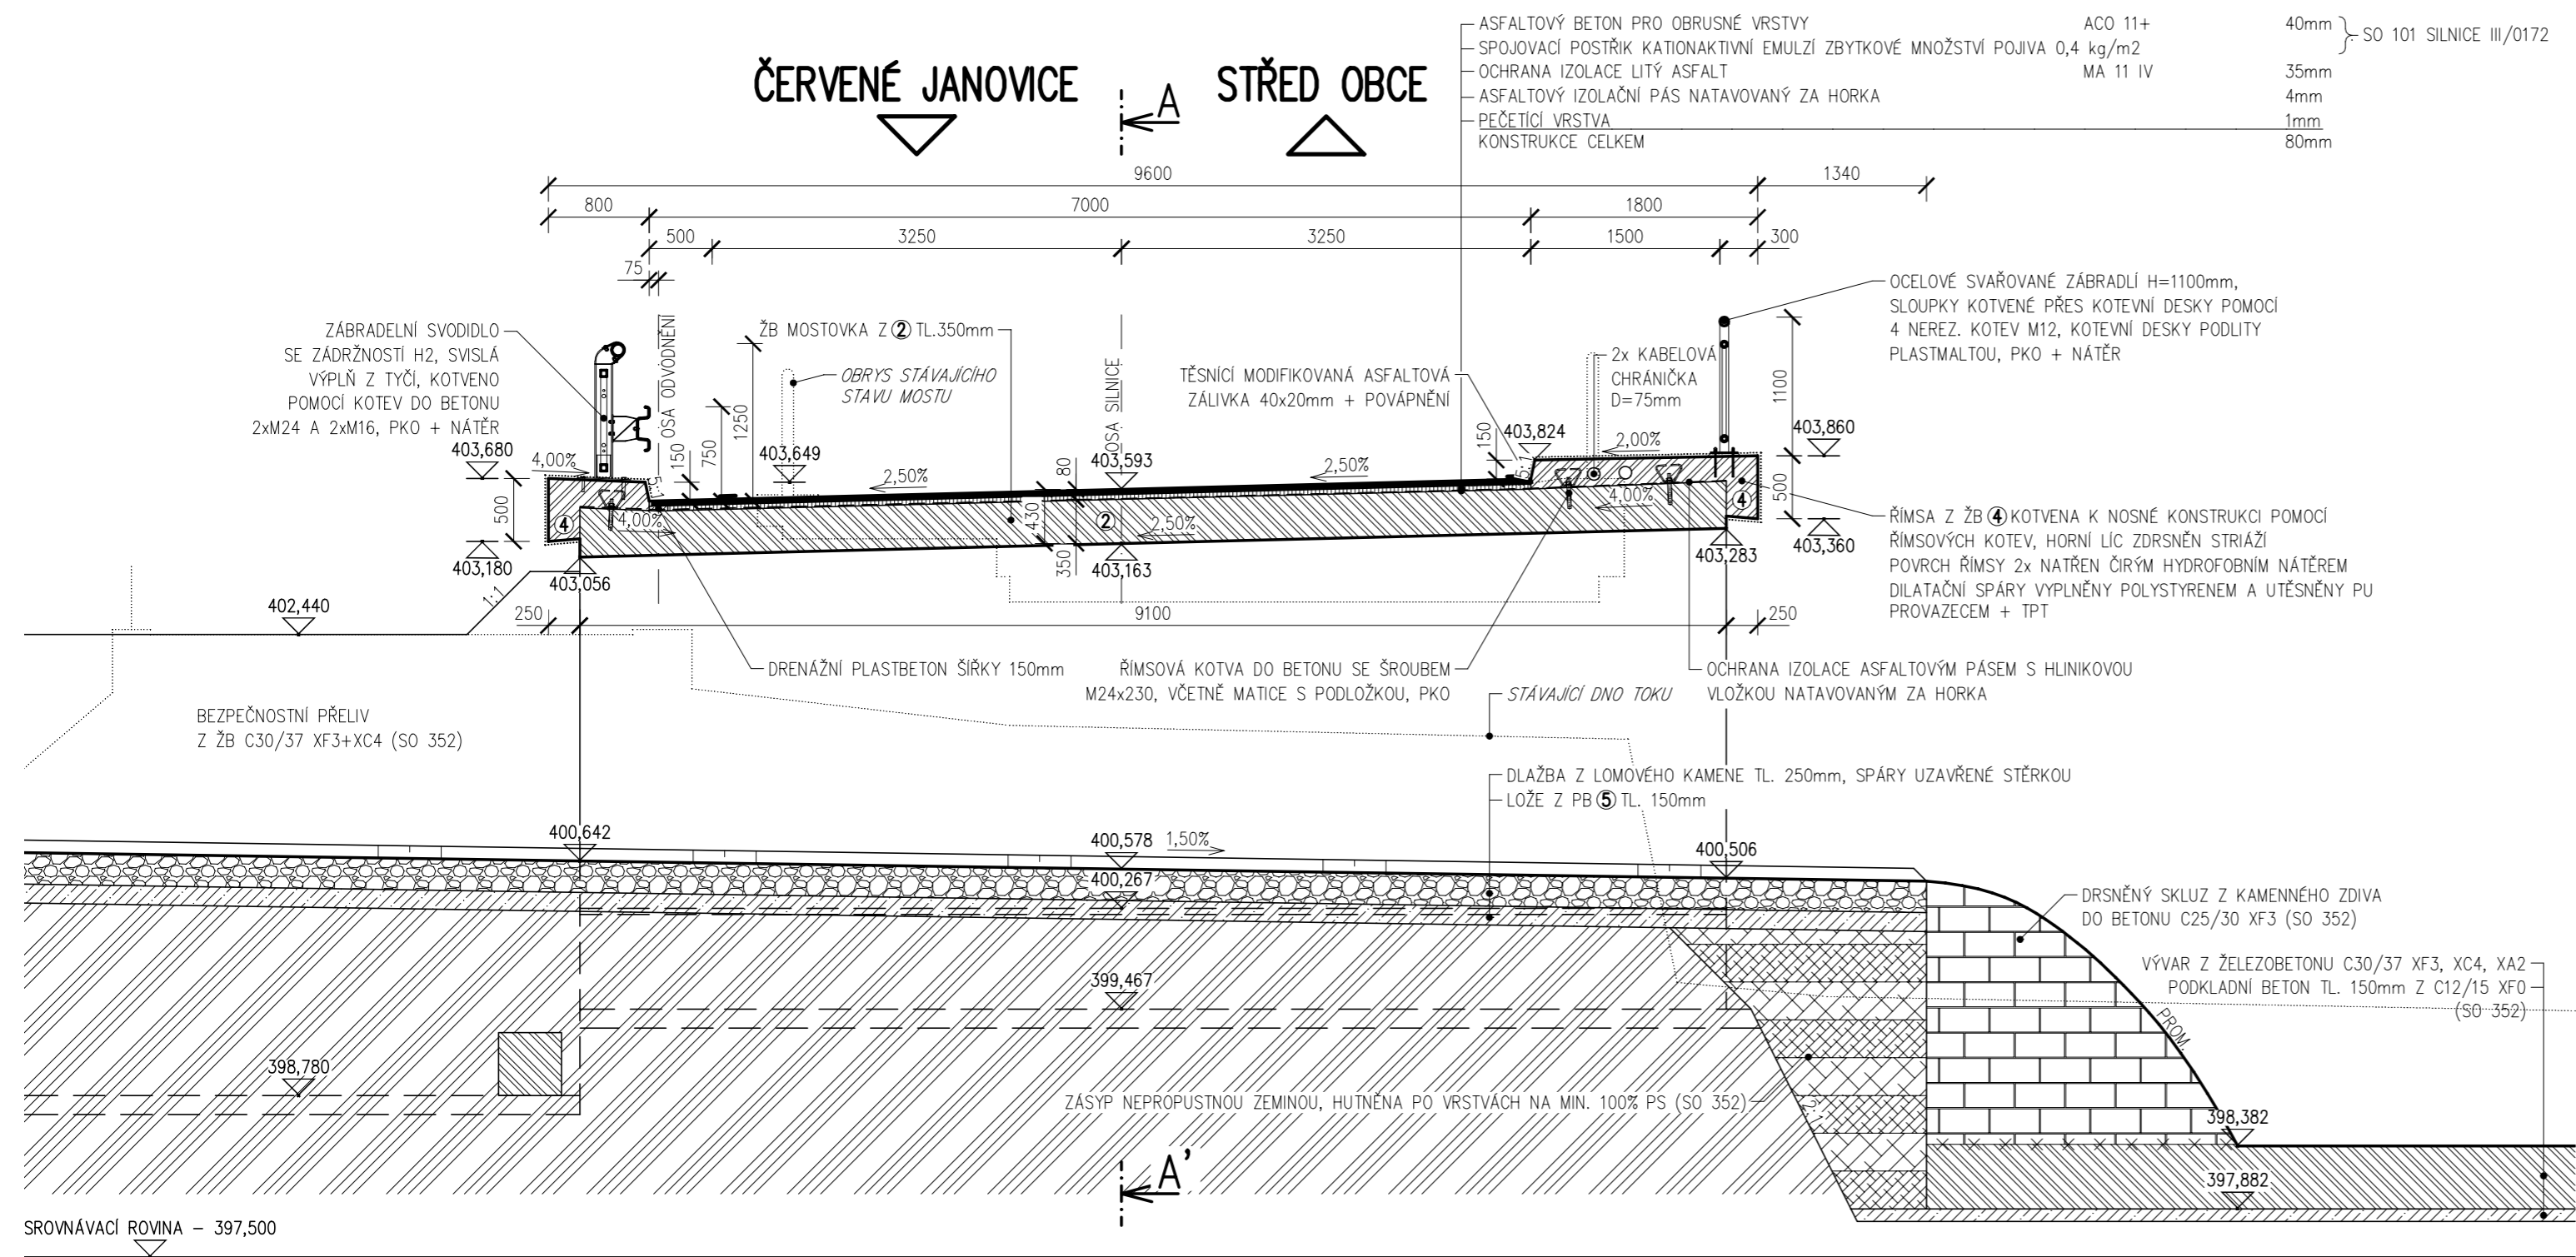 ASFALTOVÝ BETON PRO OBRUSNÉ VRSTVY ACO 11+ 40mm
SPOJOVACÍ POSTŘIK KATIONAKTIVNÍ EMULZÍ ZBYTKOVÉ MNOŽSTVÍ POJIVA 0,4 kg/m2
SO 101 SILNICE III/0172
OCHRANA IZOLACE LITÝ ASFALT MA 11 IV 35mm
ASFALTOVÝ IZOLAČNÍ PÁS NATAVOVANÝ ZA HORKA 4mm
PEČETÍCÍ VRSTVA 1mm
KONSTRUKCE CELKEM 80mm
ČERVENÉ JANOVICE
A
STŘED OBCE
9600 1340
800 7000 1800
500 3250 3250 1500 300
75
ZÁBRADELNÍ SVODIDLO
SE ZÁDRŽNOSTÍ H2, SVISLÁ
VÝPLŇ Z TYČÍ, KOTVENO
POMOCÍ KOTEV DO BETONU
2xM24 A 2xM16, PKO + NÁTĚR
OSA ODVODNĚNÍ
ŽB MOSTOVKA Z 2 TL.350mm
OBRYS STÁVAJÍCÍHO
STAVU MOSTU
OSA SILNICE
TĚSNÍCÍ MODIFIKOVANÁ ASFALTOVÁ
ZÁLIVKA 40x20mm + POVÁPNĚNÍ
2x KABELOVÁ
CHRÁNIČKA
D=75mm
OCELOVÉ SVAŘOVANÉ ZÁBRADLÍ H=1100mm,
SLOUPKY KOTVENÉ PŘES KOTEVNÍ DESKY POMOCÍ
4 NEREZ. KOTEV M12, KOTEVNÍ DESKY PODLITY
PLASTMALTOU, PKO + NÁTĚR
1100
403,680
4,00%
5:1
150
750
1250
403,649
2,50%
403,593
80
2,50%
150
403,824
5:1
2,00%
403,860
500
4
4,00%
430
2
2,50%
4,00%
4
500
403,180
403,056
350
403,163
403,283
403,360
ŘÍMSA Z ŽB 4 KOTVENA K NOSNÉ KONSTRUKCI POMOCÍ
ŘÍMSOVÝCH KOTEV, HORNÍ LÍC ZDRSNĚN STRIÁŽÍ
POVRCH ŘÍMSY 2x NATŘEN ČIRÝM HYDROFOBNÍM NÁTĚREM
DILATAČNÍ SPÁRY VYPLNĚNY POLYSTYRENEM A UTĚSNĚNY PU
PROVAZECEM + TPT
402,440
1:1
250 9100 250
DRENÁŽNÍ PLASTBETON ŠÍŘKY 150mm
ŘÍMSOVÁ KOTVA DO BETONU SE ŠROUBEM
M24x230, VČETNĚ MATICE S PODLOŽKOU, PKO
STÁVAJÍCÍ DNO TOKU
OCHRANA IZOLACE ASFALTOVÝM PÁSEM S HLINIKOVOU
VLOŽKOU NATAVOVANÝM ZA HORKA
BEZPEČNOSTNÍ PŘELIV
Z ŽB C30/37 XF3+XC4 (SO 352)
DLAŽBA Z LOMOVÉHO KAMENE TL. 250mm, SPÁRY UZAVŘENÉ STĚRKOU
LOŽE Z PB 5 TL. 150mm
400,642
400,578
1,50%
400,506
400,267
DRSNĚNÝ SKLUZ Z KAMENNÉHO ZDIVA
DO BETONU C25/30 XF3 (SO 352)
VÝVAR Z ŽELEZOBETONU C30/37 XF3, XC4, XA2
PODKLADNÍ BETON TL. 150mm Z C12/15 XF0
(SO 352)
399,467
PROM.
398,780
ZÁSYP NEPROPUSTNOU ZEMINOU, HUTNĚNA PO VRSTVÁCH NA MIN. 100% PS (SO 352)
2:1
398,382
A'
397,882
SROVNÁVACÍ ROVINA – 397,500